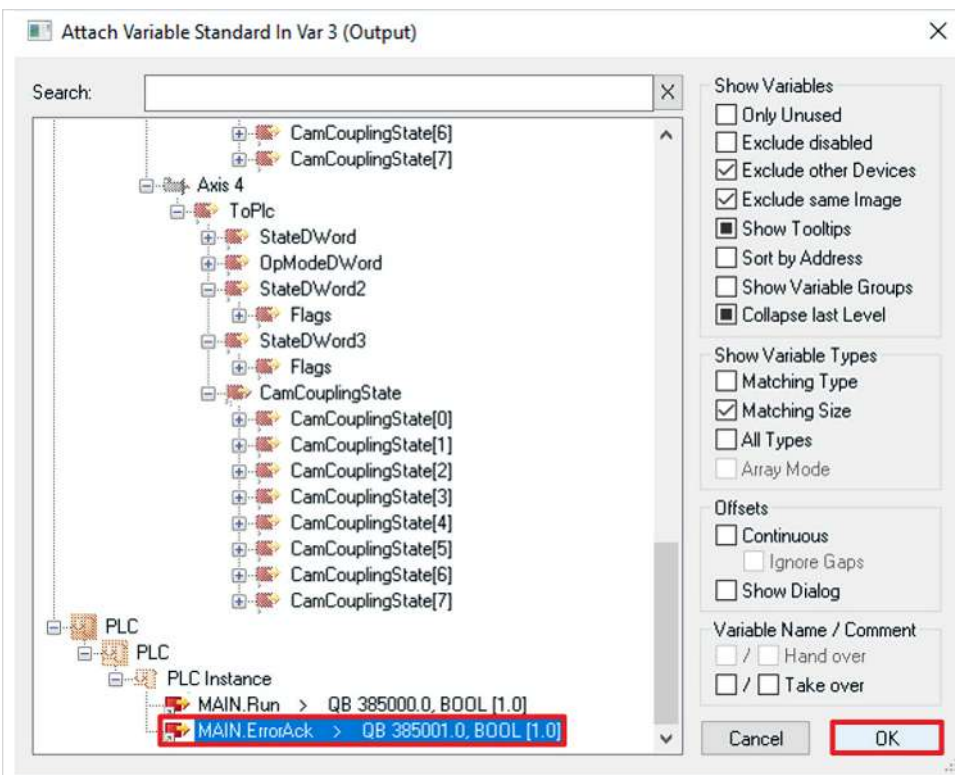 Attach Variable Standard In Var 3 (Output)
Search:
CamCouplingState[6]
CamCouplingState[7]
Axis 4
ToPlc
StateDWord
OpModeDWord
StateDWord2
Flags
StateDWord3
Flags
CamCouplingState
CamCouplingState[0]
CamCouplingState[1]
CamCouplingState[2]
CamCouplingState[3]
CamCouplingState[4]
CamCouplingState[5]
CamCouplingState[6]
CamCouplingState[7]
PLC
PLC
PLC Instance
MAIN.Run > QB 385000.0, BOOL [1.0]
MAIN.ErrorAck > QB 385001.0, BOOL [1.0]
Show Variables
Only Unused
Exclude disabled
Exclude other Devices
Exclude same Image
Show Tooltips
Sort by Address
Show Variable Groups
Collapse last Level
Show Variable Types
Matching Type
Matching Size
All Types
Array Mode
Offsets
Continuous
Ignore Gaps
Show Dialog
Variable Name / Comment
/ Hand over
/ Take over
Cancel
OK